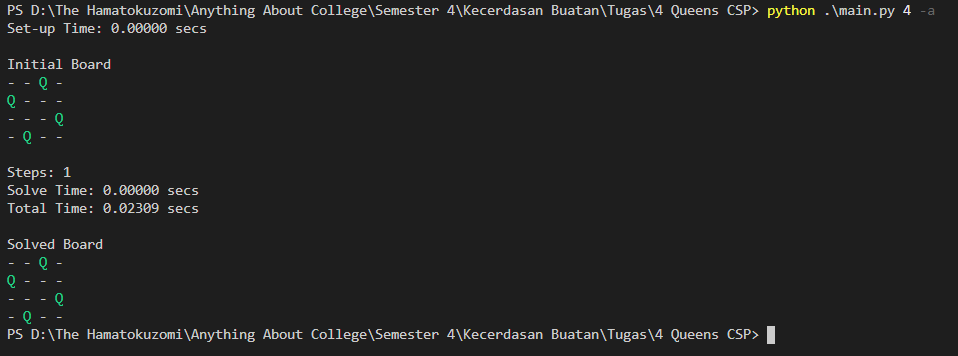 PS D:\The Hamatokuzomi\Anything About College\Semester 4\Kecerdasan Buatan\Tugas\4 Queens CSP> python .\main.py 4 -a
Set-up Time: 0.00000 secs
Initial Board
- - Q -
Q - - -
- - - Q
- Q - -
Steps: 1
Solve Time: 0.00000 secs
Total Time: 0.02309 secs
Solved Board
- - Q -
Q - - -
- - - Q
- Q - -
PS D:\The Hamatokuzomi\Anything About College\Semester 4\Kecerdasan Buatan\Tugas\4 Queens CSP>